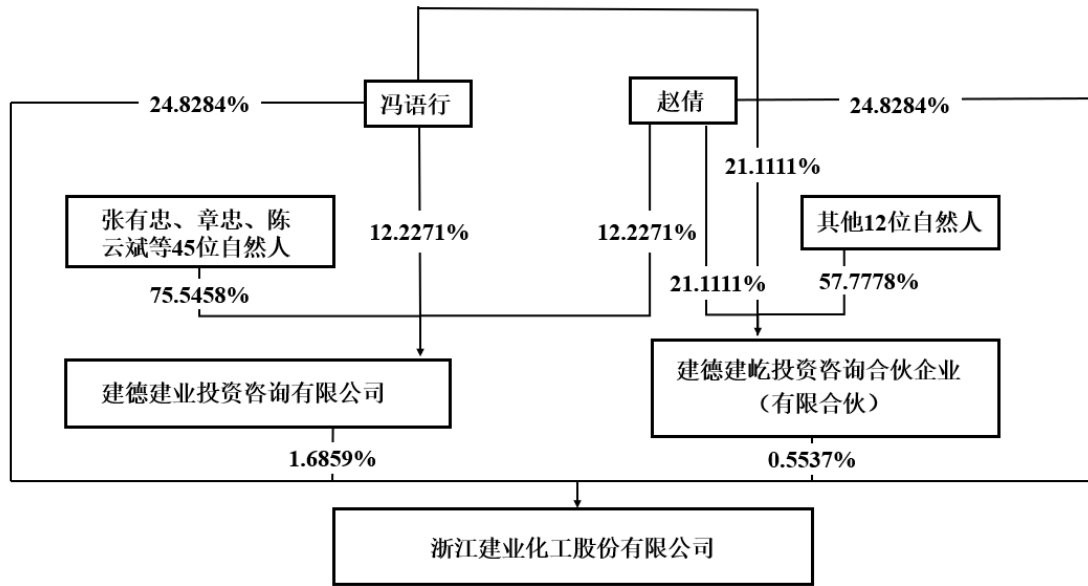 24.8284%
冯语行
赵倩
24.8284%
21.1111%
张有忠、章忠、陈
云斌等45位自然人
其他12位自然人
12.2271%
12.2271%
75.5458%
21.1111%
57.7778%
建德建业投资咨询有限公司
建德建屹投资咨询合伙企业
（有限合伙）
1.6859%
0.5537%
浙江建业化工股份有限公司